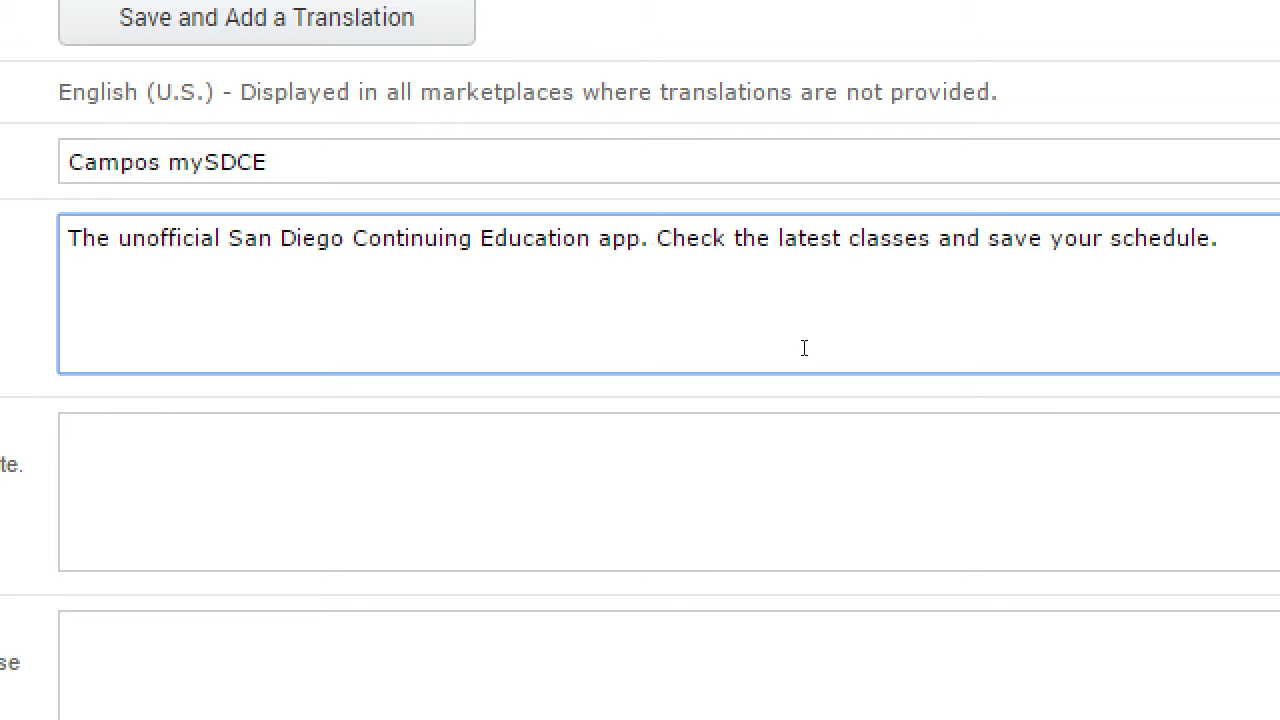 Save and Add a Translation
English (U.S.) - Displayed in all marketplaces where translations are not provided.
Campos mySDCE
The unofficial San Diego Continuing Education app. Check the latest classes and save your schedule.
te.
se